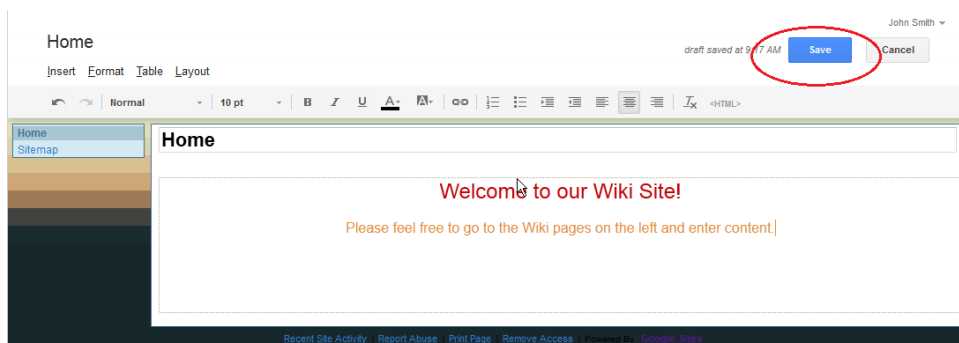 John Smith
Home
draft saved at 9:17 AM Save Cancel
Insert Format Table Layout
Normal 10 pt B I U A A Tx <HTML>
Home
Sitemap
Home
Welcome to our Wiki Site!
Please feel free to go to the Wiki pages on the left and enter content.
Recent Site Activity | Report Abuse | Print Page | Remove Access | Powered By Google Sites